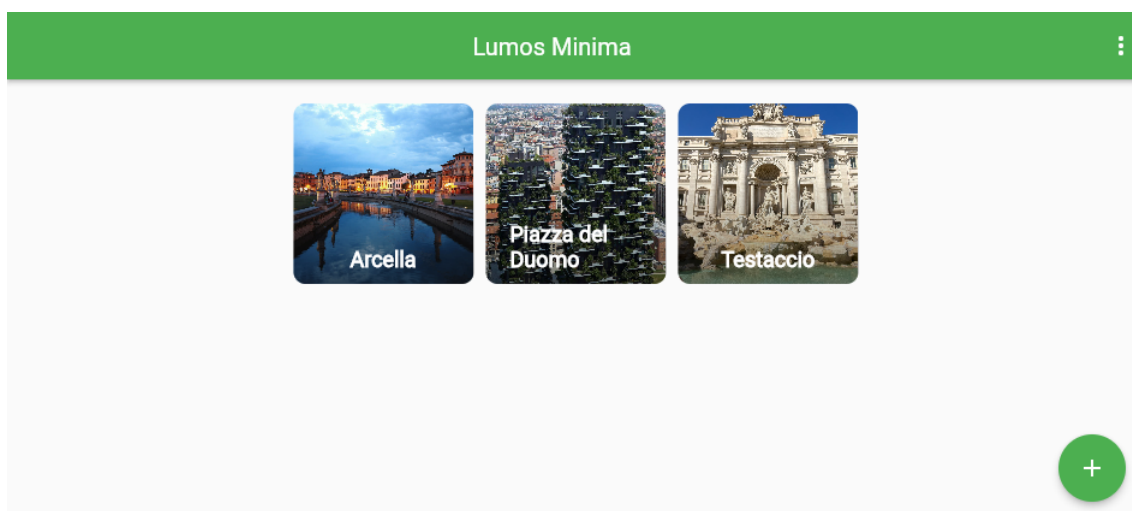 Lumos Minima
Arcella
Piazza del
Duomo
Testaccio